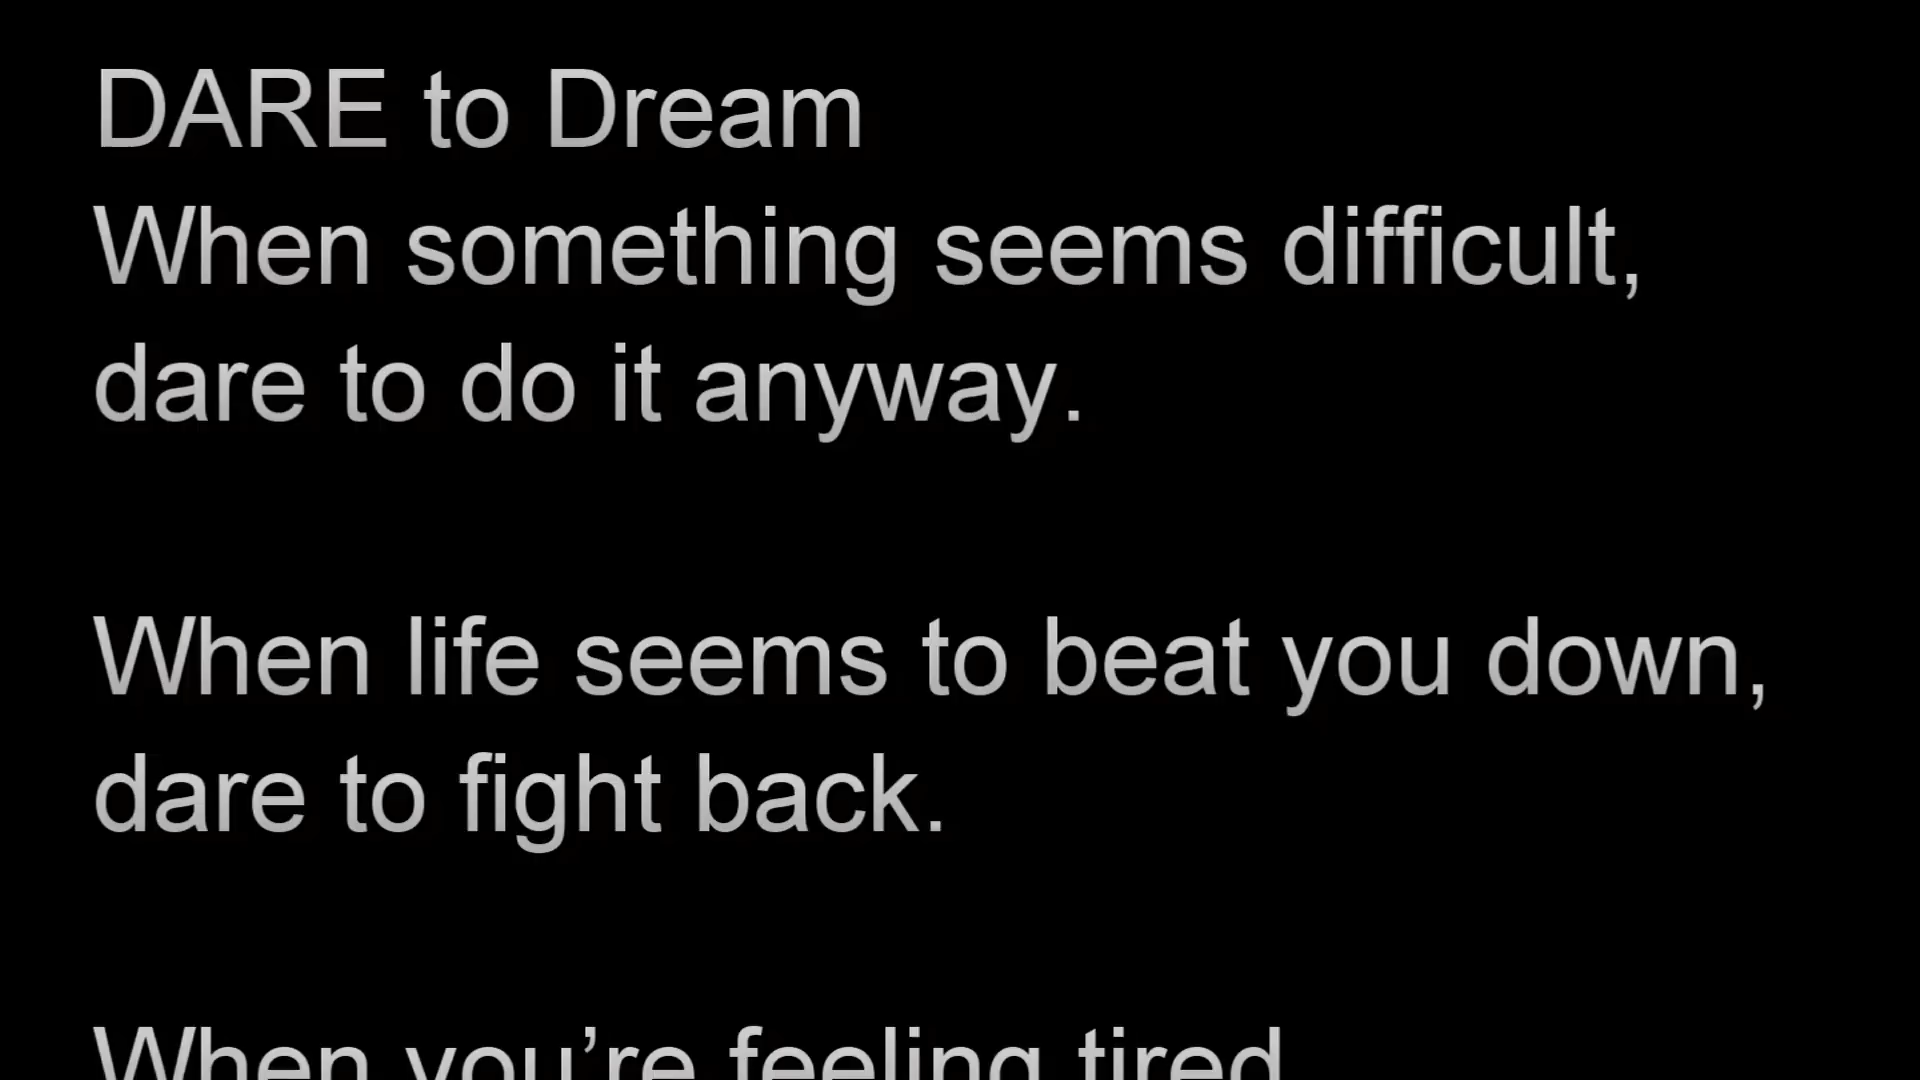 DARE to Dream
When something seems difficult,
dare to do it anyway.
When life seems to beat you down,
dare to fight back.
When you’re feeling tired